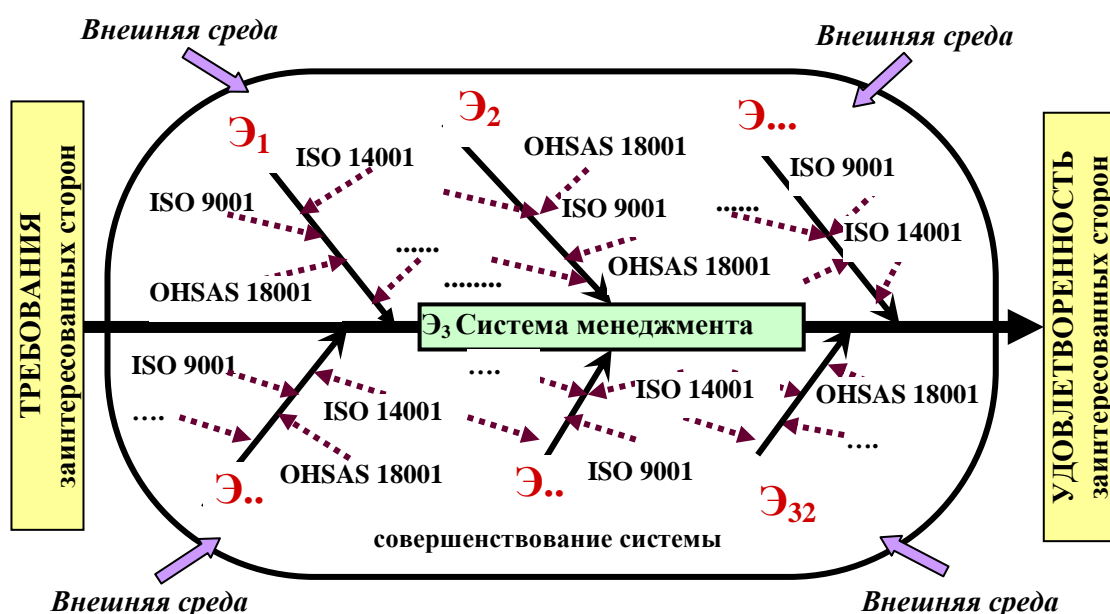 Внешняя среда
Внешняя среда
ТРЕБОВАНИЯ
заинтересованных сторон
Э1
Э2
Э...
ISO 14001
OHSAS 18001
ISO 9001
ISO 9001
ISO 9001
......
......
ISO 14001
OHSAS 18001
........
OHSAS 18001
Э3 Система менеджмента
ISO 9001
....
ISO 14001
OHSAS 18001
....
ISO 14001
....
OHSAS 18001
ISO 9001
Э..
Э..
Э32
совершенствование системы
УДОВЛЕТВОРЕННОСТЬ
заинтересованных сторон
Внешняя среда
Внешняя среда